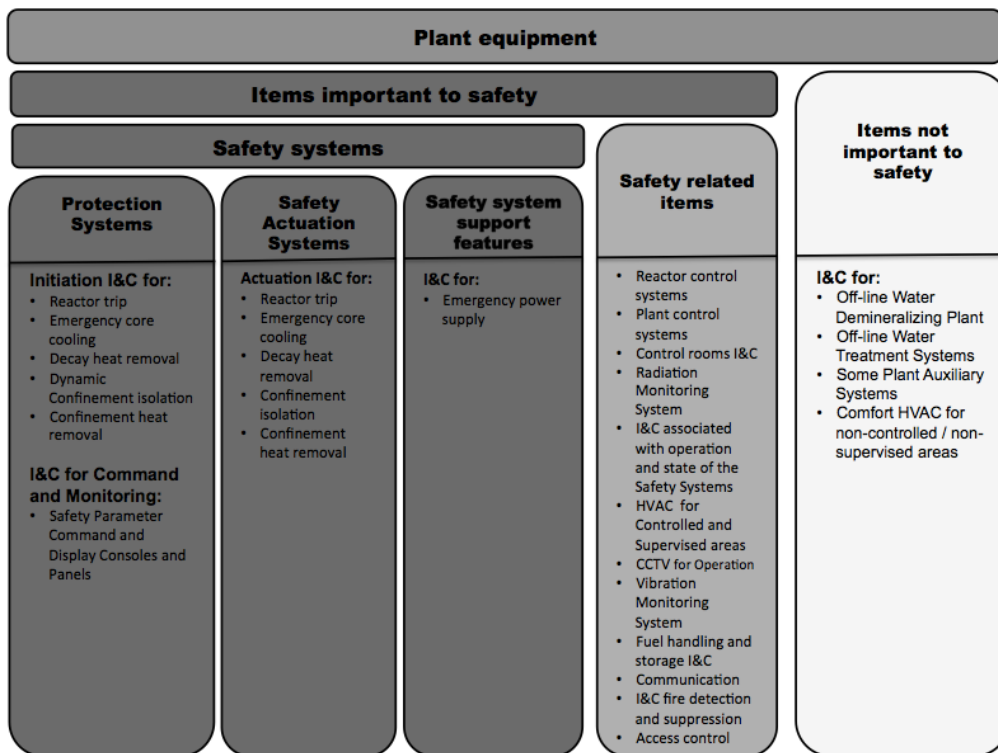 Plant equipment
Items important to safety
Safety systems
Protection
Systems
Initiation I&C for:
• Reactor trip
• Emergency core
cooling
• Decay heat removal
• Dynamic
Confinement isolation
• Confinement heat
removal
I&C for Command
and Monitoring:
• Safety Parameter
Command and
Display Consoles and
Panels
Safety
Actuation
Systems
Actuation I&C for:
• Reactor trip
• Emergency core
cooling
• Decay heat
removal
• Confinement
isolation
• Confinement
heat removal
Safety system
support
features
I&C for:
• Emergency power
supply
Safety related
items
• Reactor control
systems
• Plant control
systems
• Control rooms I&C
• Radiation
Monitoring
System
• I&C associated
with operation
and state of the
Safety Systems
• HVAC for
Controlled and
Supervised areas
• CCTV for Operation
• Vibration
Monitoring
System
• Fuel handling and
storage I&C
• Communication
• I&C fire detection
and suppression
• Access control
Items not
important to
safety
I&C for:
• Off-line Water
Demineralizing Plant
• Off-line Water
Treatment Systems
• Some Plant Auxiliary
Systems
• Comfort HVAC for
non-controlled / non-
supervised areas